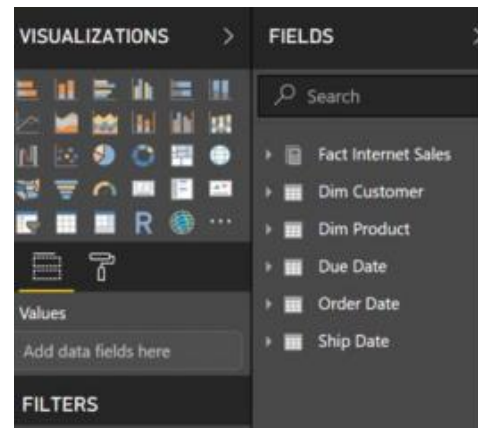 VISUALIZATIONS
FIELDS
Search
Fact Internet Sales
Dim Customer
Dim Product
Due Date
Order Date
Ship Date
R
Values
Add data fields here
FILTERS